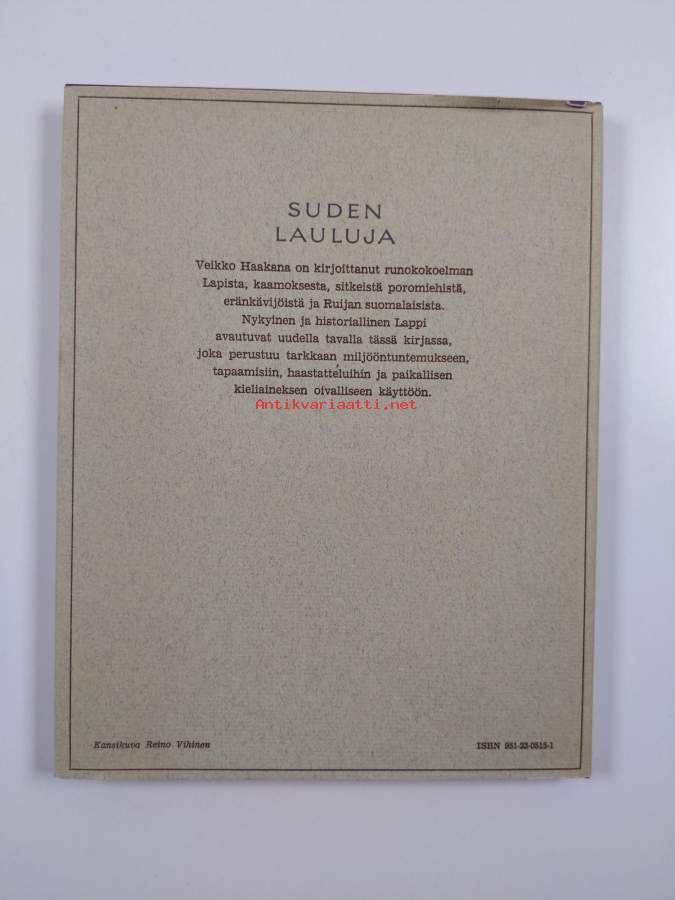 SUDEN
LAULUJA
Veikko Haakana on kirjoittanut runokokoelman
Lapista, kaamoksesta, sitkeistä poromiehistä,
eränkävijöistä ja Ruijan suomalaisista.
Nykyinen ja historiallinen Lappi
avautuvat uudella tavalla tässä kirjassa,
joka perustuu tarkkaan miljööntuntemukseen,
tapaamisiin, haastatteluihin ja paikallisen
kieliaineksen oivalliseen käyttöön.
Antikvariaatti.net
Kansikuva Reino Vihinen
ISBN 951-33-0515-1